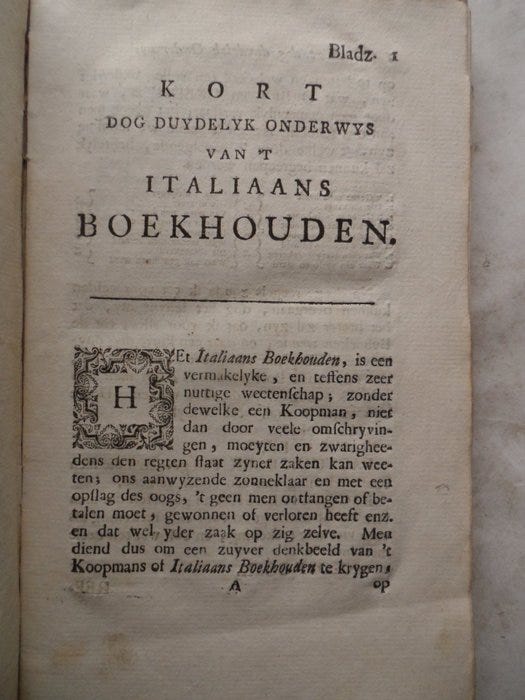 Bladz. 1
KORT
DOG DUYDELYK ONDERWYS
VAN 'T
ITALIAANS
BOEKHOUDEN.
HEt Italiaans Boekhouden, is een
vermakelyke, en teffens zeer
nuttige weetenschap; zonder
dewelke een Koopman, niet
dan door veele omschryvin-
gen, moeyten en zwarighee-
dens den regten staat zyner zaken kan wee-
ten; ons aanwyzende zonneklaar en met een
opslag des oogs, 't geen men ontfangen of be-
talen moet, gewonnen of verloren heeft enz.
en dat wel yder zaak op zig zelve. Men
diend dus om een zuyver denkbeeld van 't
Koopmans of Italiaans Boekhouden te krygen,
A
op